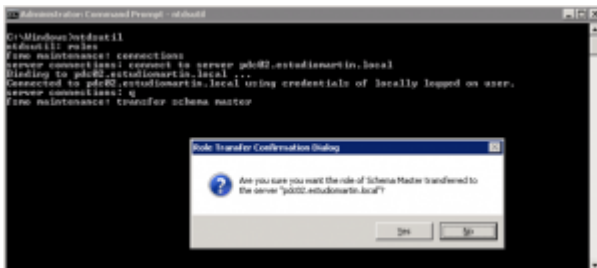 Administrator: Command Prompt - ntdsutil
C:\Windows>ntdsutil
ntdsutil: roles
fsmo maintenance: connections
server connections: connect to server pdc02.estudiomartin.local
Binding to pdc02.estudiomartin.local ...
Connected to pdc02.estudiomartin.local using credentials of locally logged on user.
server connections: q
fsmo maintenance: transfer schema master
Role Transfer Confirmation Dialog
Are you sure you want the role of Schema Master transferred to
the server "pdc02.estudiomartin.local"?
Yes
No